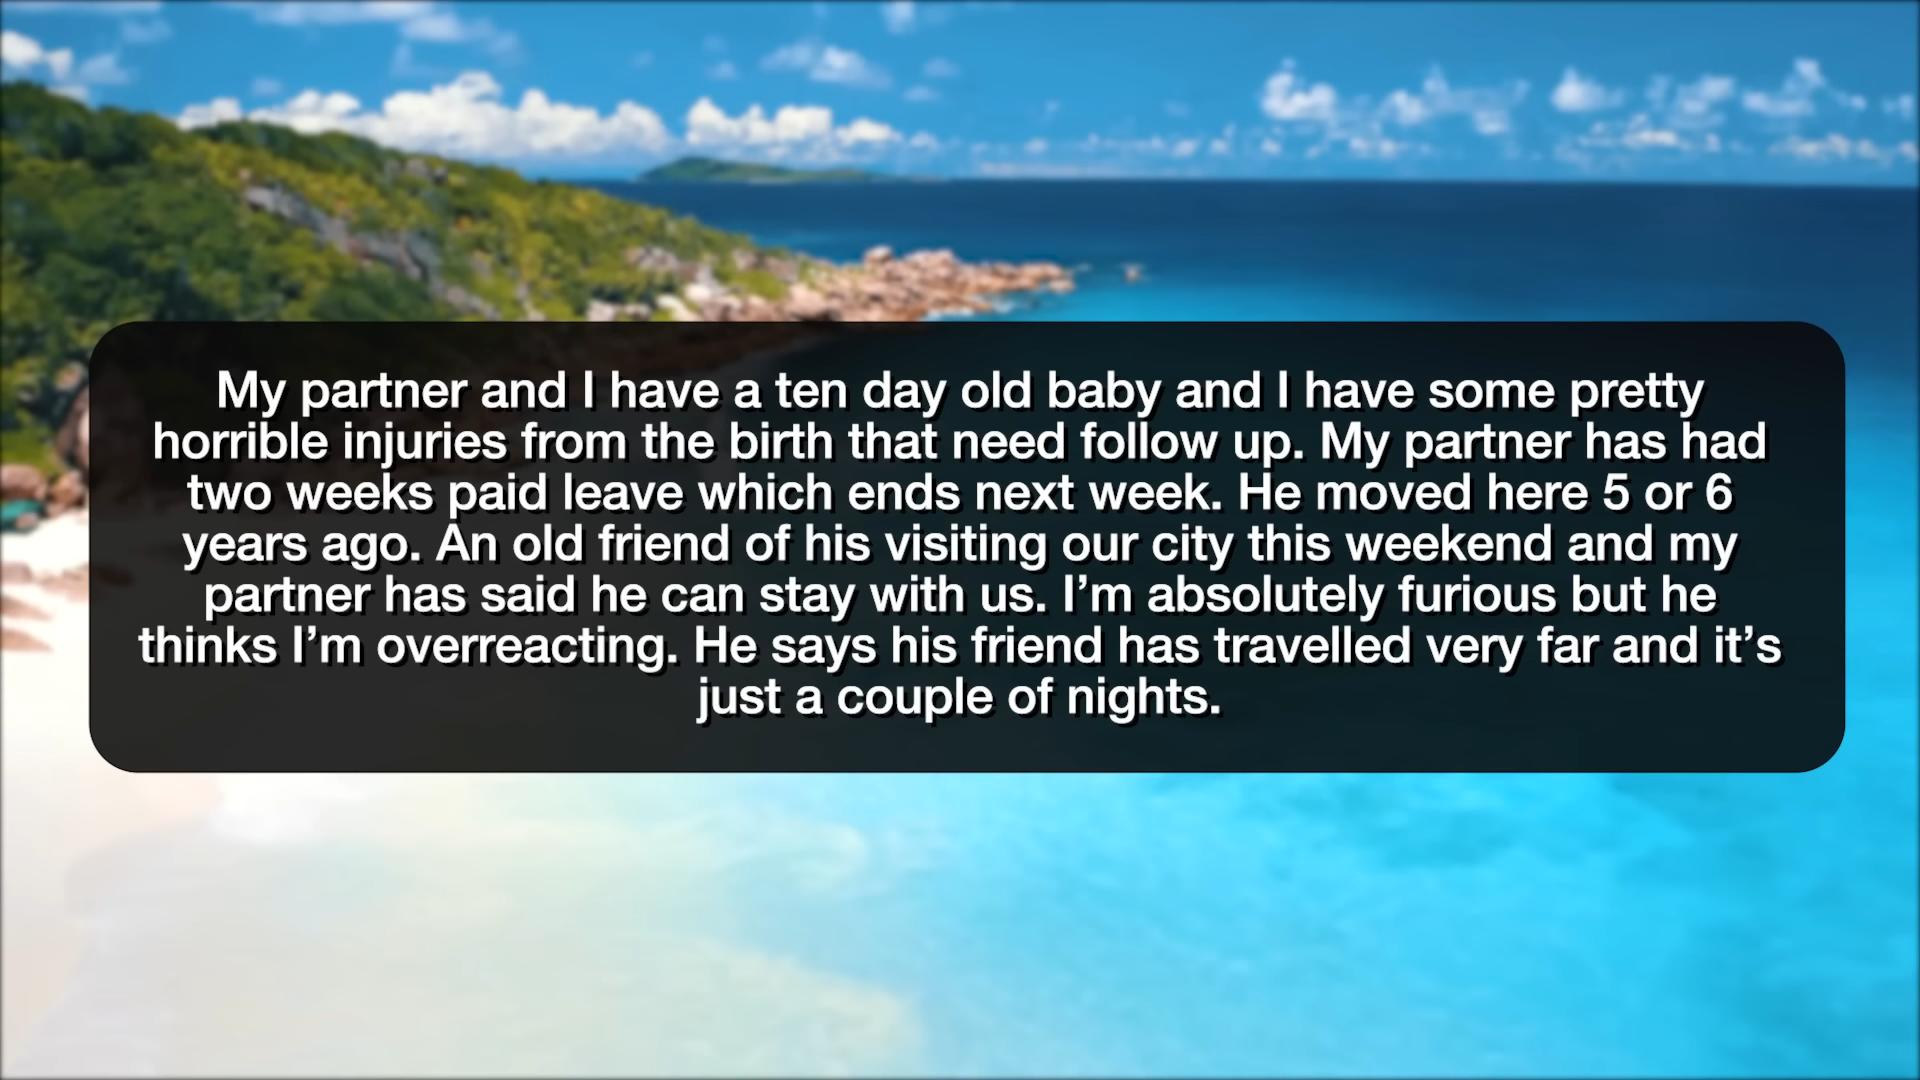 My partner and I have a ten day old baby and I have some pretty
horrible injuries from the birth that need follow up. My partner has had
two weeks paid leave which ends next week. He moved here 5 or 6
years ago. An old friend of his visiting our city this weekend and my
partner has said he can stay with us. I’m absolutely furious but he
thinks I’m overreacting. He says his friend has travelled very far and it’s
just a couple of nights.